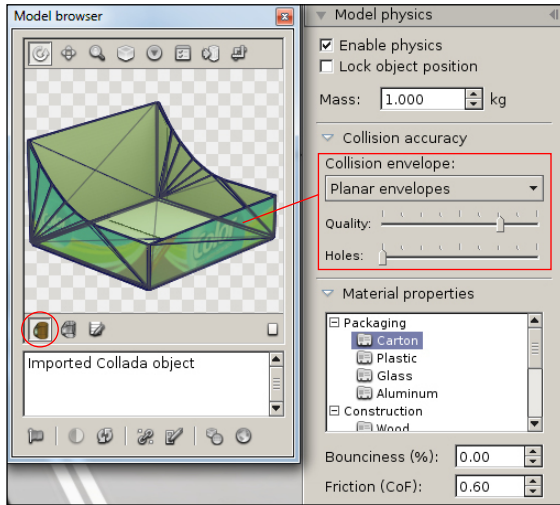 Model browser
Imported Collada object
Model physics
Enable physics
Lock object position
Mass: 1.000 kg
Collision accuracy
Collision envelope:
Planar envelopes
Quality:
Holes:
Material properties
Packaging
Carton
Plastic
Glass
Aluminum
Construction
Wood
Bounciness (%): 0.00
Friction (CoF): 0.60